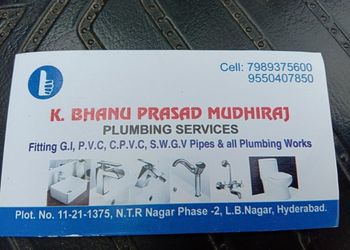 Cell: 7989375600
9550407850
K. BHANU PRASAD MUDHIRAJ
PLUMBING SERVICES
Fitting G.I, P.V.C, C.P.V.C, S.W.G.V Pipes & all Plumbing Works
Plot. No. 11-21-1375, N.T.R Nagar Phase -2, L.B.Nagar, Hyderabad.